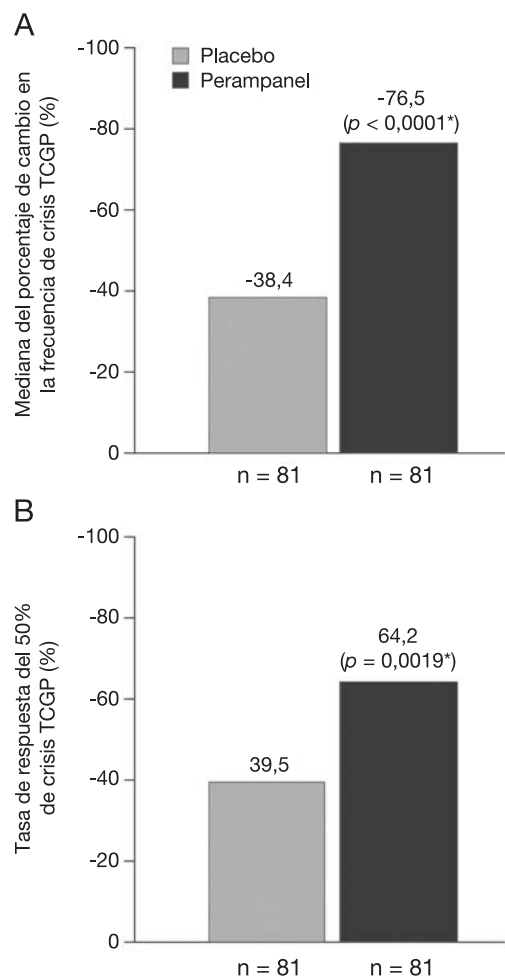 A
Mediana del porcentaje de cambio en
la frecuencia de crisis TCGP (%)
-100
-80
-60
-40
-20
0
Placebo
Perampanel
-38,4
-76,5
(p < 0,0001*)
n = 81
n = 81
B
Tasa de respuesta del 50%
de crisis TCGP (%)
-100
-80
-60
-40
-20
0
39,5
64,2
(p = 0,0019*)
n = 81
n = 81